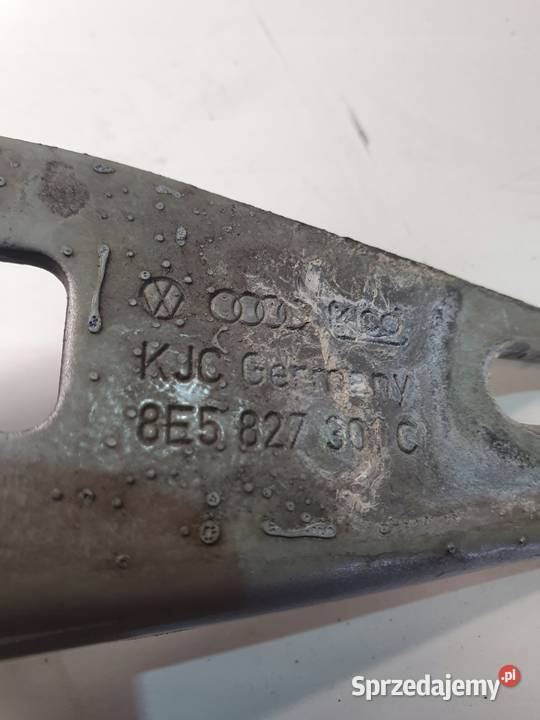 KJC Germany
8E5 827 301 C
Sprzedajemy.pl